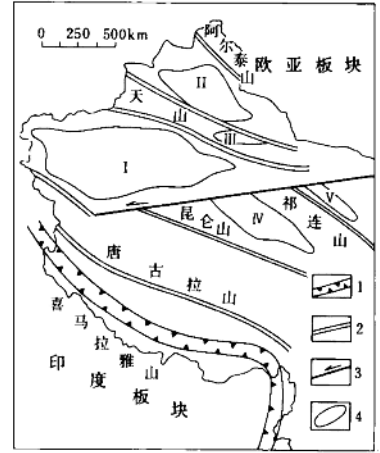 0 250 500km
阿尔泰山
欧亚板块
II
天山
III
I
V
昆仑山
IV
祁连山
唐古拉山
喜马拉雅山
印度板块
1
2
3
4